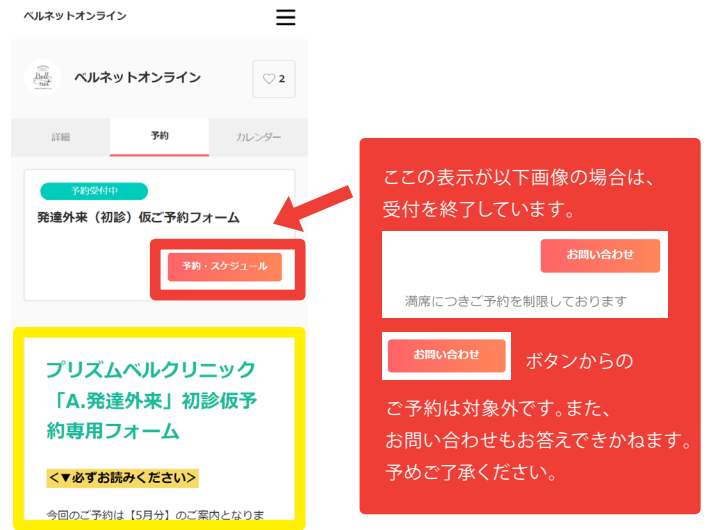 ベルネットオンライン
Bell-net
ベルネットオンライン
♡ 2
詳細
予約
カレンダー
予約受付中
発達外来（初診）仮ご予約フォーム
予約・スケジュール
プリズムベルクリニック
「A.発達外来」初診仮予
約専用フォーム
<▼必ずお読みください>
今回のご予約は【5月分】のご案内となりま
ここの表示が以下画像の場合は、
受付を終了しています。
お問い合わせ
満席につきご予約を制限しております
お問い合わせ
ボタンからの
ご予約は対象外です。また、
お問い合わせもお答えできかねます。
予めご了承ください。